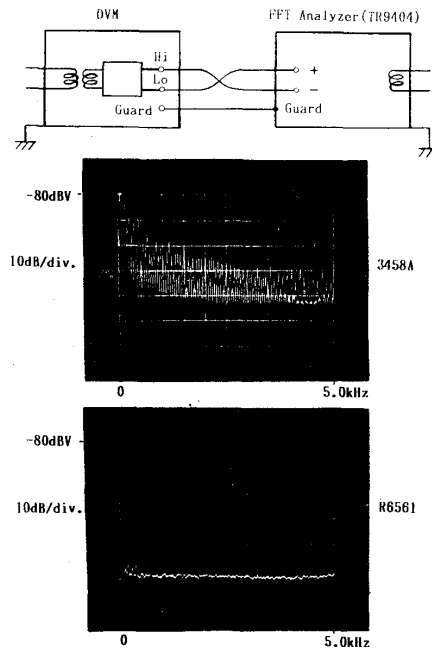 DVM
FFT Analyzer(TR9404)
Hi
Lo
+
−
Guard
Guard
-80dBV
10dB/div.
3458A
0
5.0kHz
-80dBV
10dB/div.
R6561
0
5.0kHz